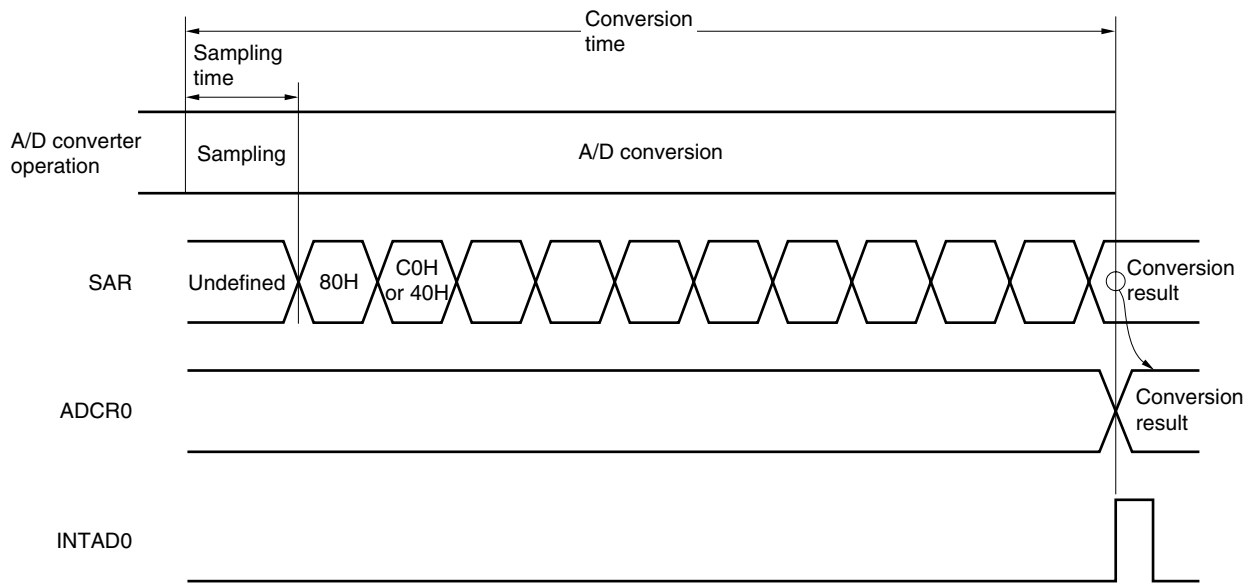 Conversion
time
Sampling
time
A/D converter
operation
Sampling
A/D conversion
SAR
Undefined
80H
C0H
or 40H
Conversion
result
ADCR0
Conversion
result
INTAD0